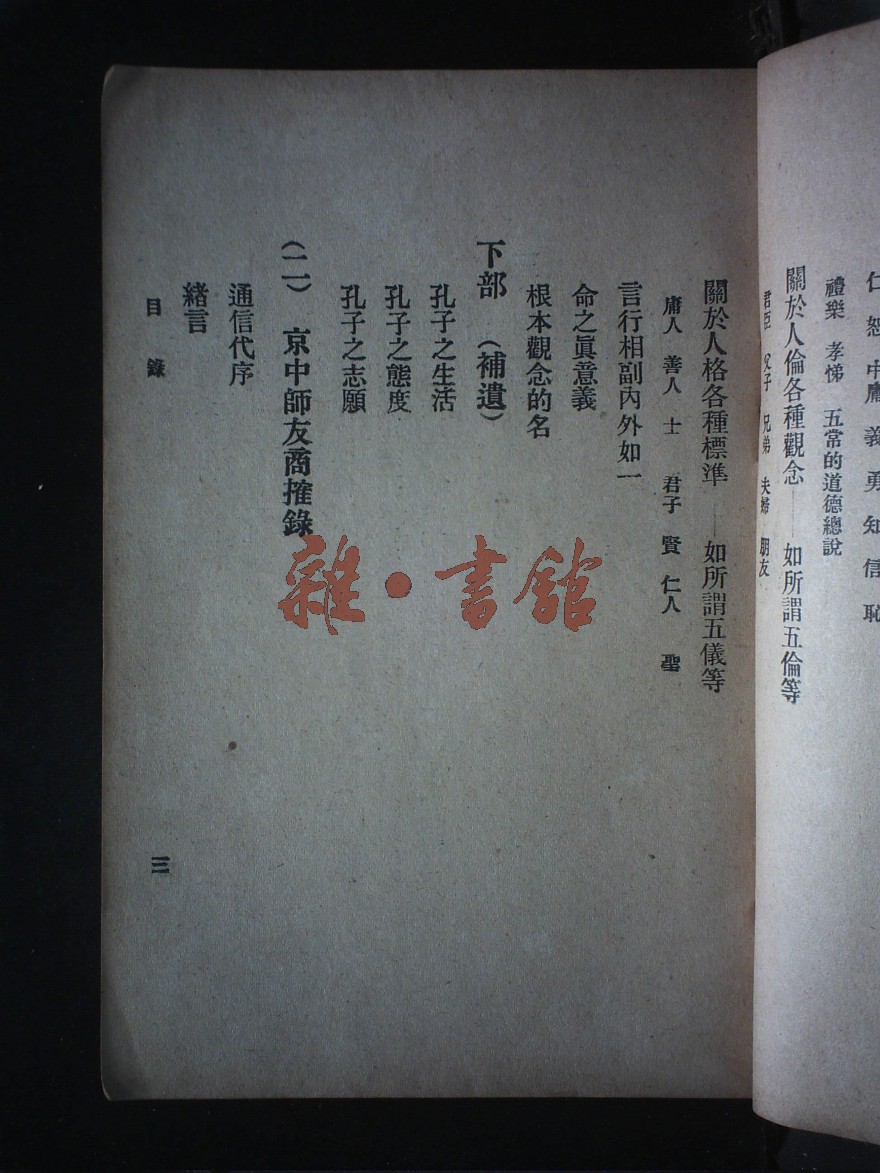 仁 恕 中庸 義 勇 知 信 恥
禮樂 孝悌 五常的道德總說
關於人倫各種觀念——如所謂五倫等
君臣 父子 兄弟 夫婦 朋友
關於人格各種標準——如所謂五儀等
庸人 善人 士 君子 賢 仁人 聖
言行相副內外如一
命之眞意義
根本觀念的名
下部 (補遺)
孔子之生活
孔子之態度
孔子之志願
(二) 京中師友商搉錄
通信代序
緒言
目錄
三
雜·書館